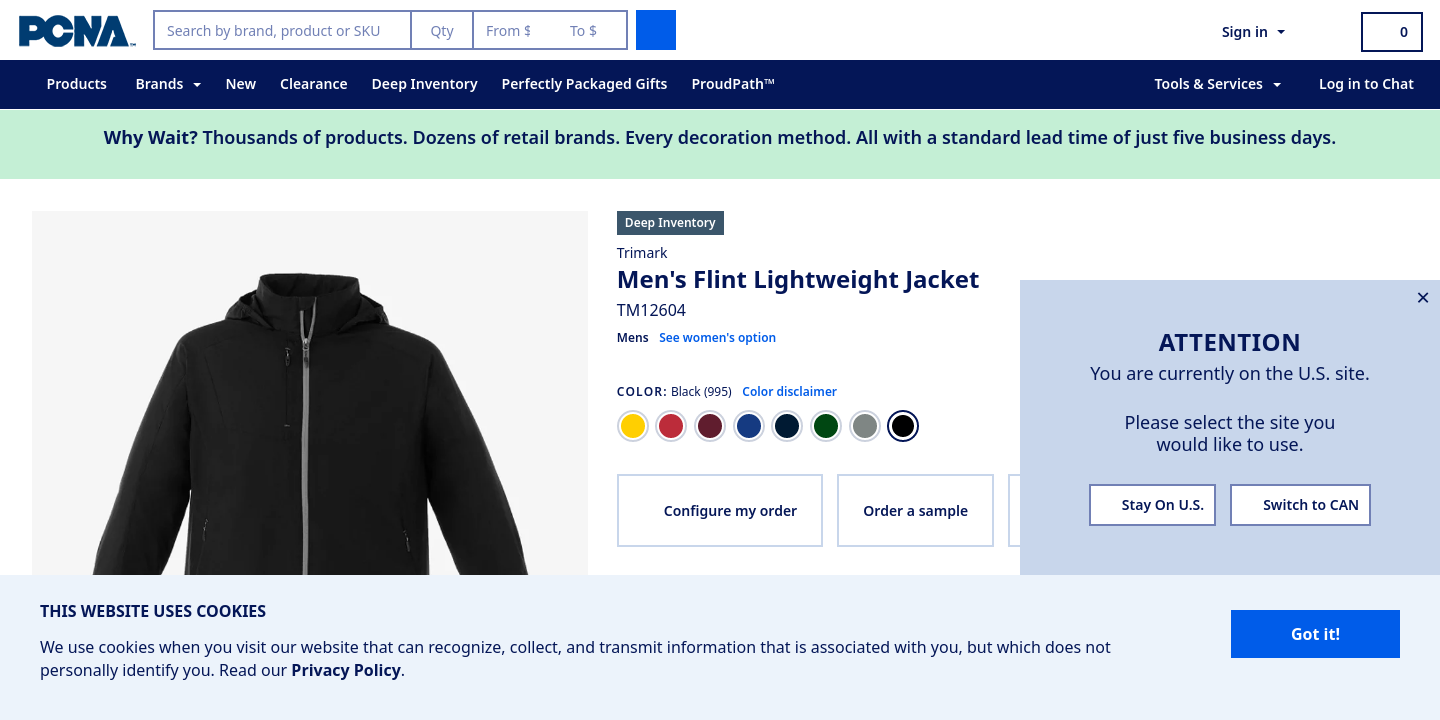 PCNA™
Search by brand, product or SKU
Qty
From $
To $
Sign in
0
Products
Brands
New
Clearance
Deep Inventory
Perfectly Packaged Gifts
ProudPath™
Tools & Services
Log in to Chat
Why Wait? Thousands of products. Dozens of retail brands. Every decoration method. All with a standard lead time of just five business days.
Deep Inventory
Trimark
Men's Flint Lightweight Jacket
TM12604
Mens See women's option
COLOR: Black (995) Color disclaimer
Configure my order
Order a sample
×
ATTENTION
You are currently on the U.S. site.
Please select the site you
would like to use.
Stay On U.S.
Switch to CAN
THIS WEBSITE USES COOKIES
We use cookies when you visit our website that can recognize, collect, and transmit information that is associated with you, but which does not
personally identify you. Read our Privacy Policy.
Got it!